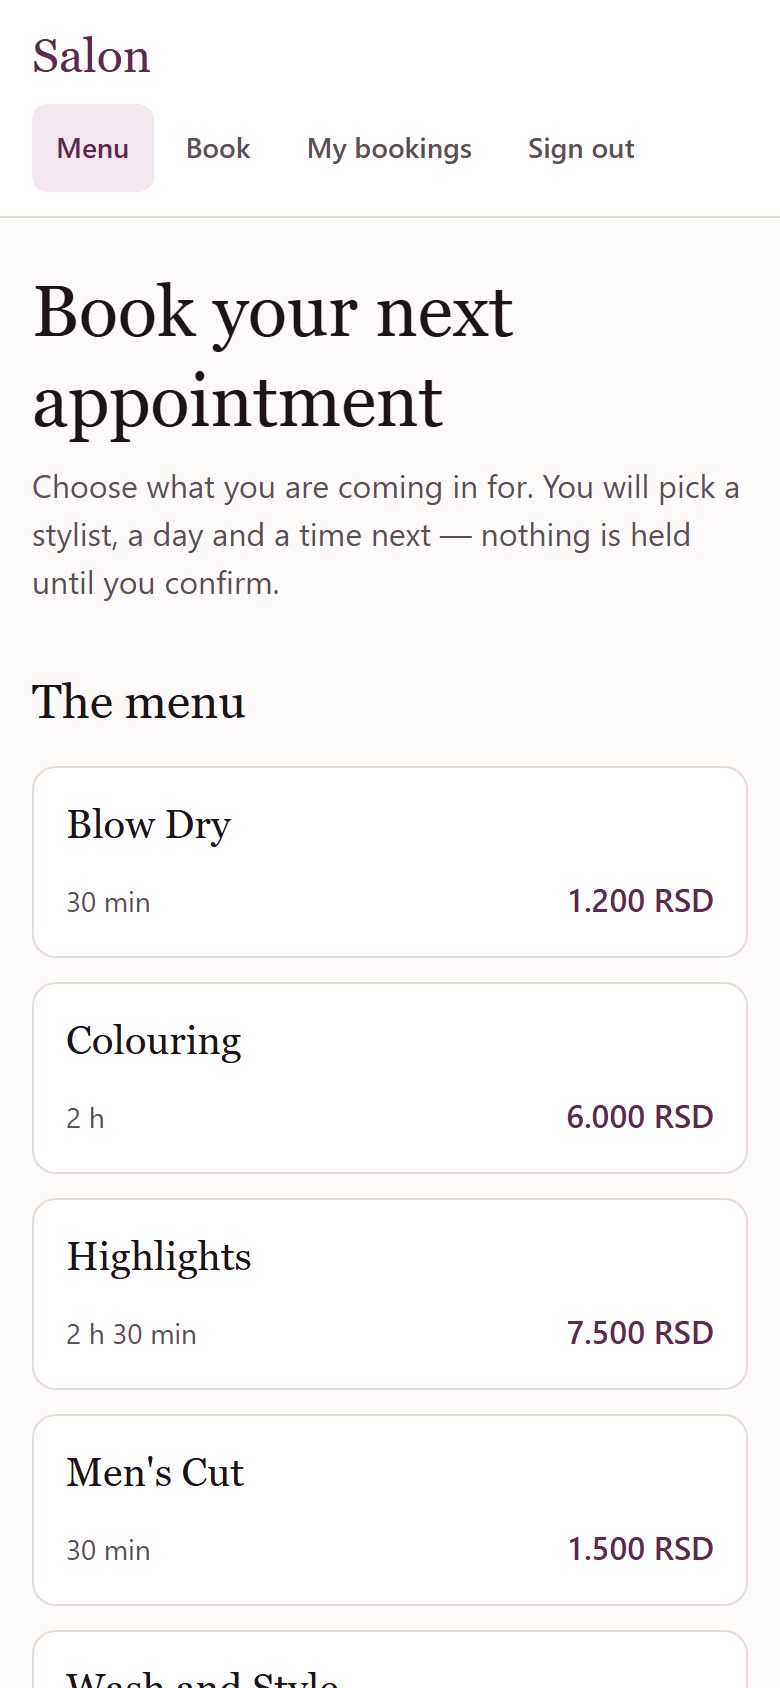 Salon
Menu Book My bookings Sign out
Book your next
appointment
Choose what you are coming in for. You will pick a
stylist, a day and a time next — nothing is held
until you confirm.
The menu
Blow Dry
30 min 1.200 RSD
Colouring
2 h 6.000 RSD
Highlights
2 h 30 min 7.500 RSD
Men's Cut
30 min 1.500 RSD
Wash and Style